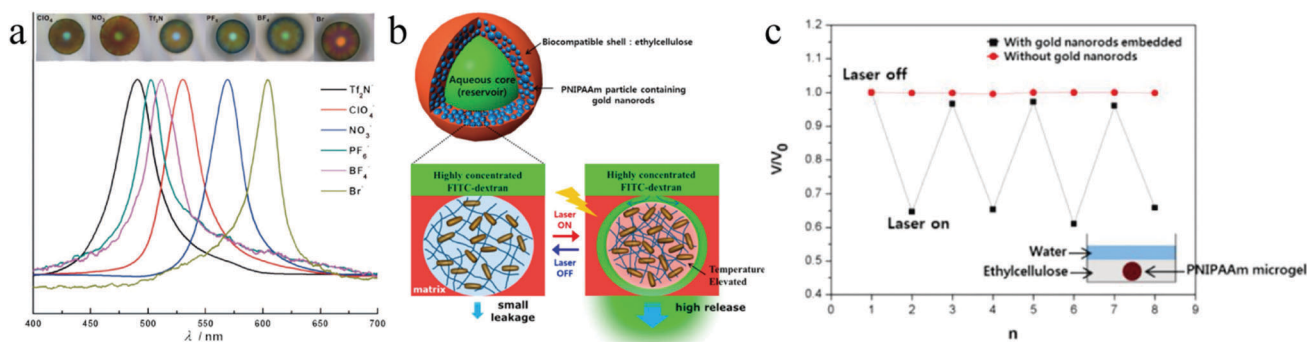 a
ClO₄⁻
NO₃⁻
Tf₂N⁻
PF₆⁻
BF₄⁻
Br⁻
Tf₂N⁻
ClO₄⁻
NO₃⁻
PF₆⁻
BF₄⁻
Br⁻
400 450 500 550 600 650 700
λ / nm
b
Biocompatible shell : ethylcellulose
Aqueous core
(reservoir)
PNIPAAm particle containing
gold nanorods
Highly concentrated
FITC-dextran
Highly concentrated
FITC-dextran
Laser
ON
Laser
OFF
matrix
Temperature
Elevated
small
leakage
high release
c
With gold nanorods embedded
Without gold nanorods
Laser off
Laser on
Water
Ethylcellulose
PNIPAAm microgel
V/V₀
1.2
1.1
1.0
0.9
0.8
0.7
0.6
0.5
0.4
0 1 2 3 4 5 6 7 8 9
n